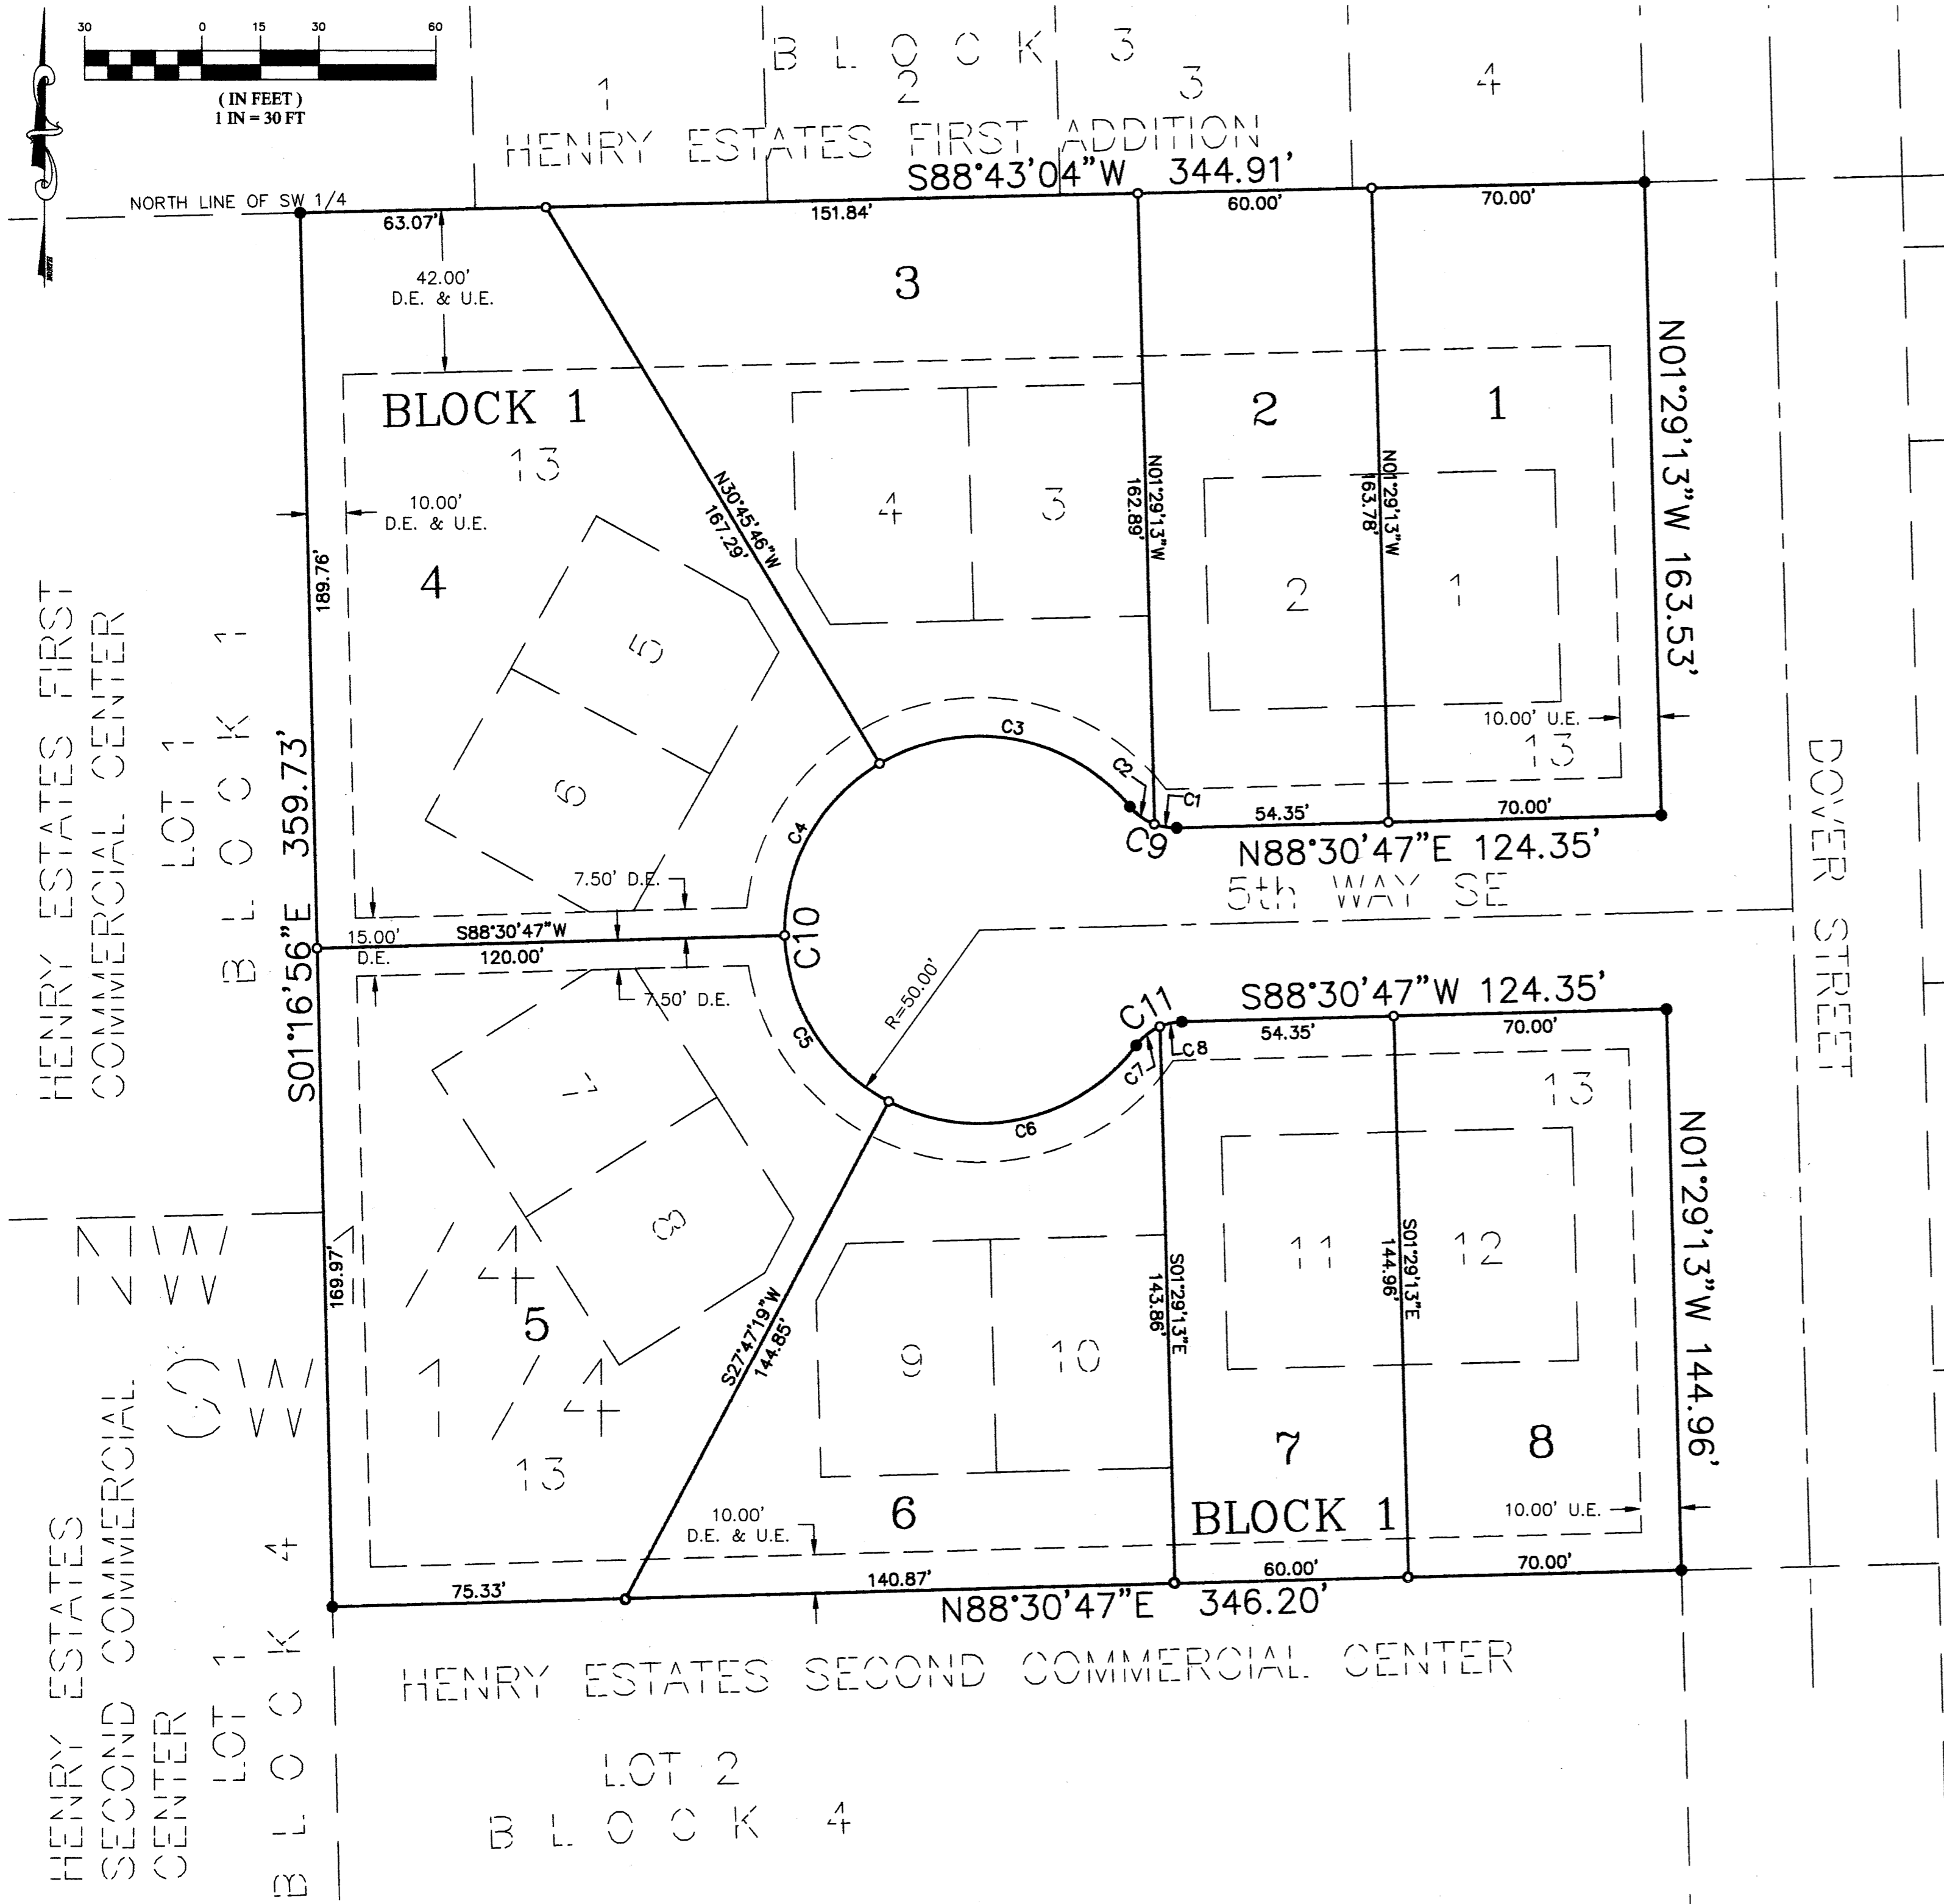 30 0 15 30 60
( IN FEET )
1 IN = 30 FT
NORTH
BLOCK 3
1 2 3 4
HENRY ESTATES FIRST ADDITION
S88°43'04"W 344.91'
NORTH LINE OF SW 1/4
63.07' 151.84' 60.00' 70.00'
42.00'
D.E. & U.E.
3
BLOCK 1
2 1
13
10.00'
D.E. & U.E.
4 3
N30°45'46"W
167.29'
N01°29'13"W
162.89'
N01°29'13"W
163.78'
N01°29'13"W 163.53'
4
189.76'
5
2 1
6
HENRY ESTATES FIRST
COMMERCIAL CENTER
LOT 1
BLOCK 1
S01°16'56"E 359.73'
10.00' U.E.
13
C3
C2
C1
C4
C9
54.35' 70.00'
N88°30'47"E 124.35'
5th WAY SE
DOVER STREET
7.50' D.E.
15.00'
D.E.
S88°30'47"W
120.00'
C10
7.50' D.E.
R=50.00'
C5
C11
S88°30'47"W 124.35'
54.35' 70.00'
C8
C7
C6
13
7
8
N01°29'13"W 144.96'
NW 1/4
SW 1/4
169.97'
5
13
S27°47'19"W
144.85'
9 10
S01°29'13"E
143.86'
11 12
S01°29'13"E
144.96'
7 8
BLOCK 1
10.00' U.E.
10.00'
D.E. & U.E.
6
75.33' 140.87' 60.00' 70.00'
N88°30'47"E 346.20'
HENRY ESTATES
SECOND COMMERCIAL
CENTER
LOT 1
BLOCK 4
HENRY ESTATES SECOND COMMERCIAL CENTER
LOT 2
BLOCK 4